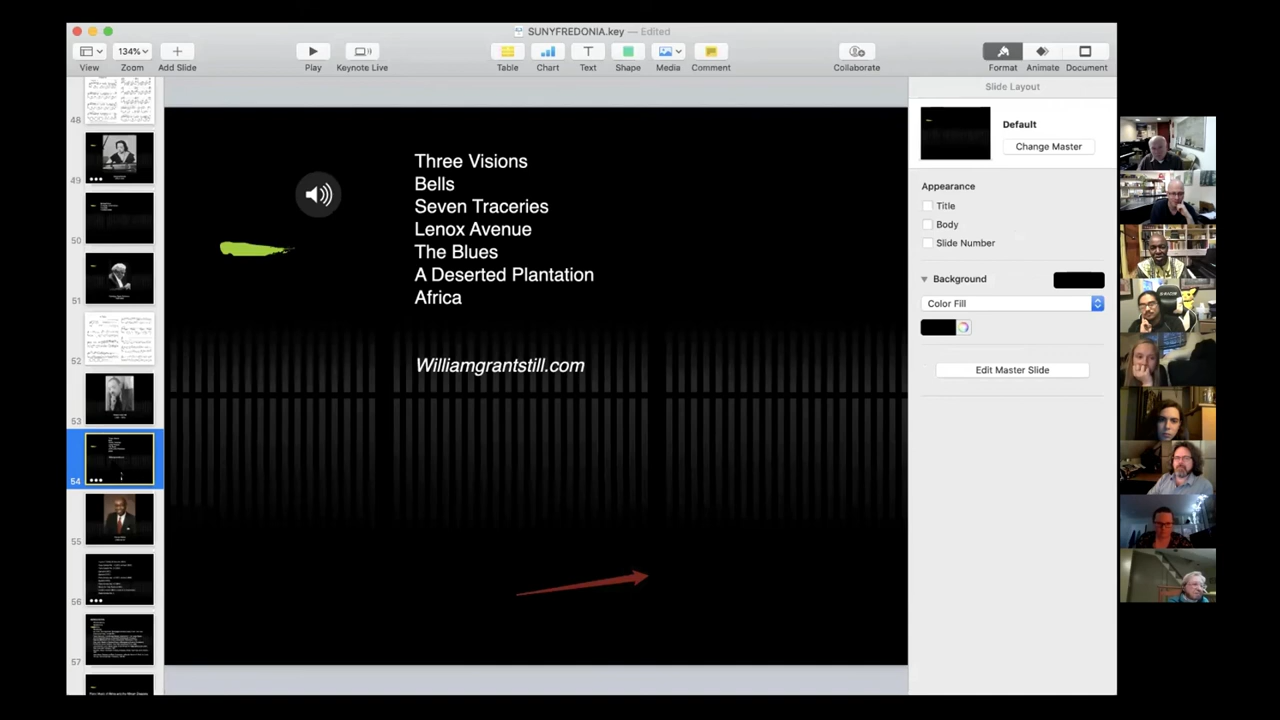 SUNYFREDONIA.key — Edited
134%
View
Zoom
Add Slide
Play
Keynote Live
Table
Chart
Text
Shape
Media
Comment
Collaborate
Format
Animate
Document
Slide Layout
Default
Change Master
Appearance
Title
Body
Slide Number
Background
Color Fill
Edit Master Slide
48
49
50
51
52
53
54
55
56
57
Three Visions
Bells
Seven Traceries
Lenox Avenue
The Blues
A Deserted Plantation
Africa
Williamgrantstill.com